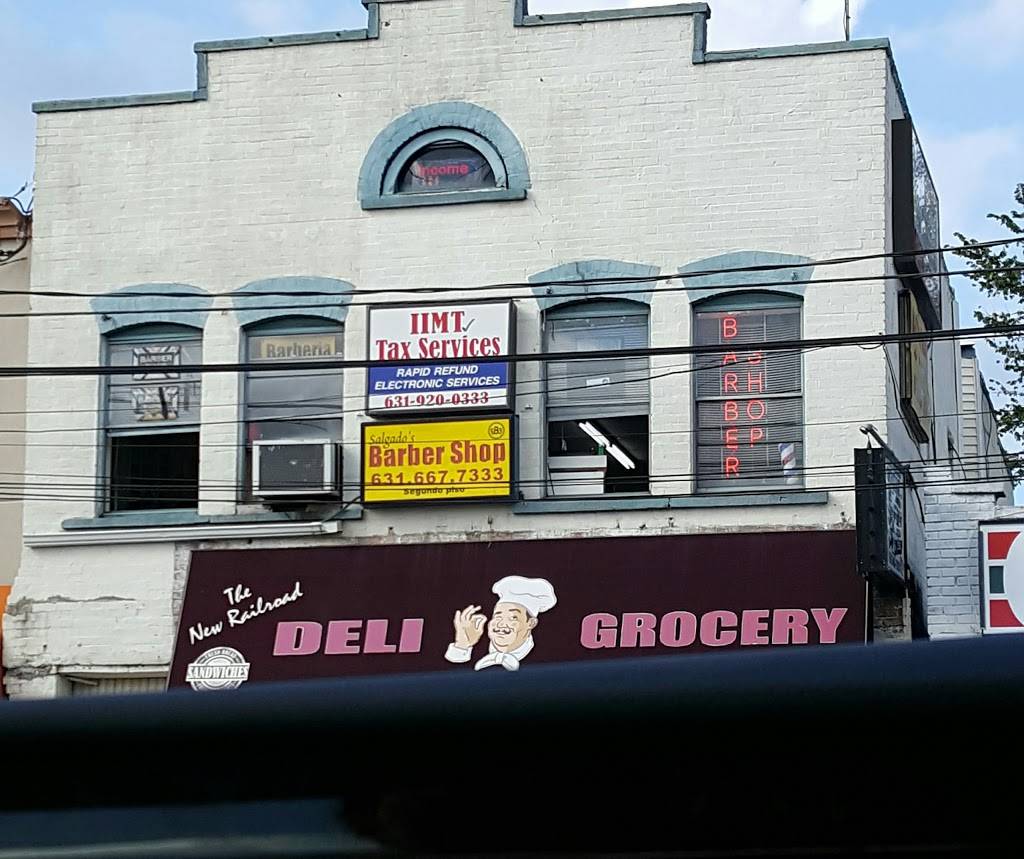 Income
BARBER
Barberia
IIMT
Tax Services
RAPID REFUND
ELECTRONIC SERVICES
631-920-0333
Salgado's
Barber Shop
631.667.7333
Segundo piso
BARBER
SHOP
The
New Railroad
DELI GROCERY
SANDWICHES